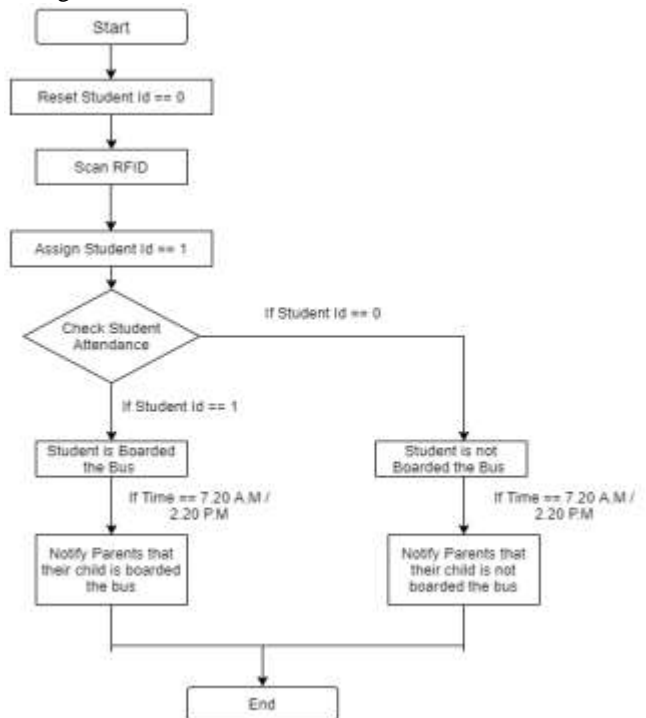 Start
Reset Student Id == 0
Scan RFID
Assign Student Id == 1
If Student Id == 0
Check Student
Attendance
If Student Id == 1
Student is Boarded
the Bus
Student is not
Boarded the Bus
If Time == 7.20 A.M /
2.20 P.M
If Time == 7.20 A.M /
2.20 P.M
Notify Parents that
their child is boarded
the bus
Notify Parents that
their child is not
boarded the bus
End